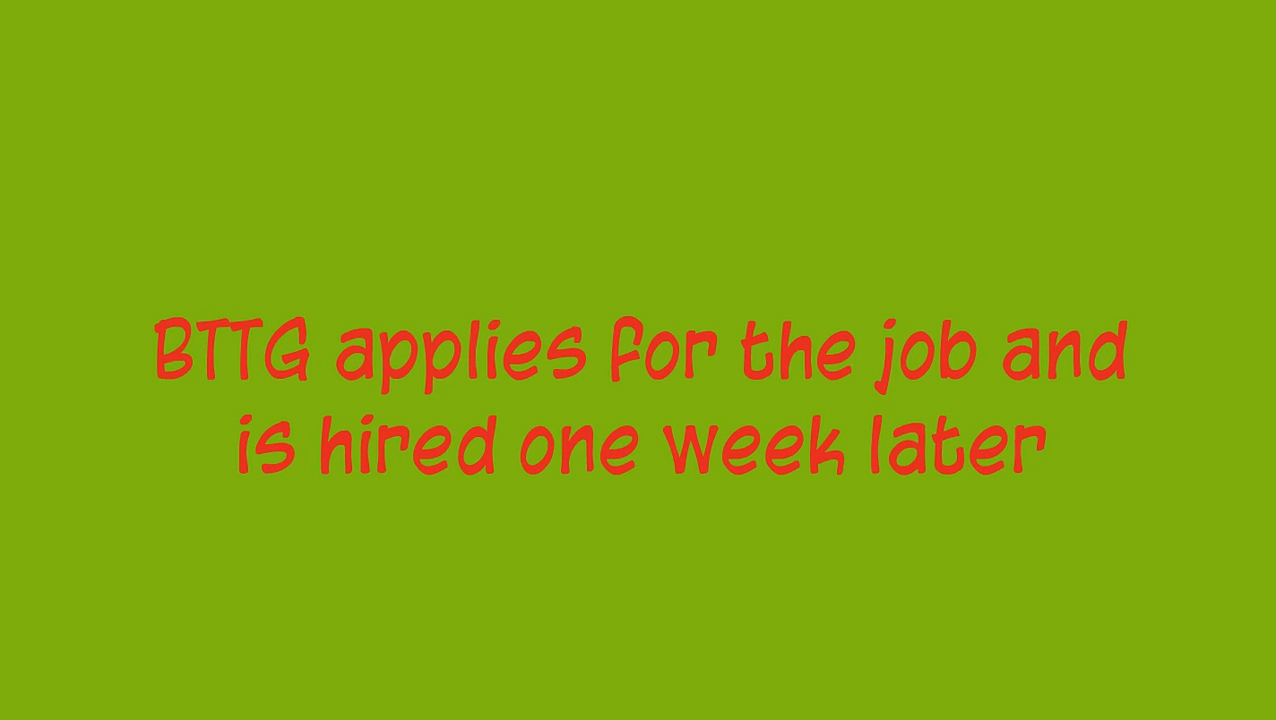 BTTG applies for the job and
is hired one week later